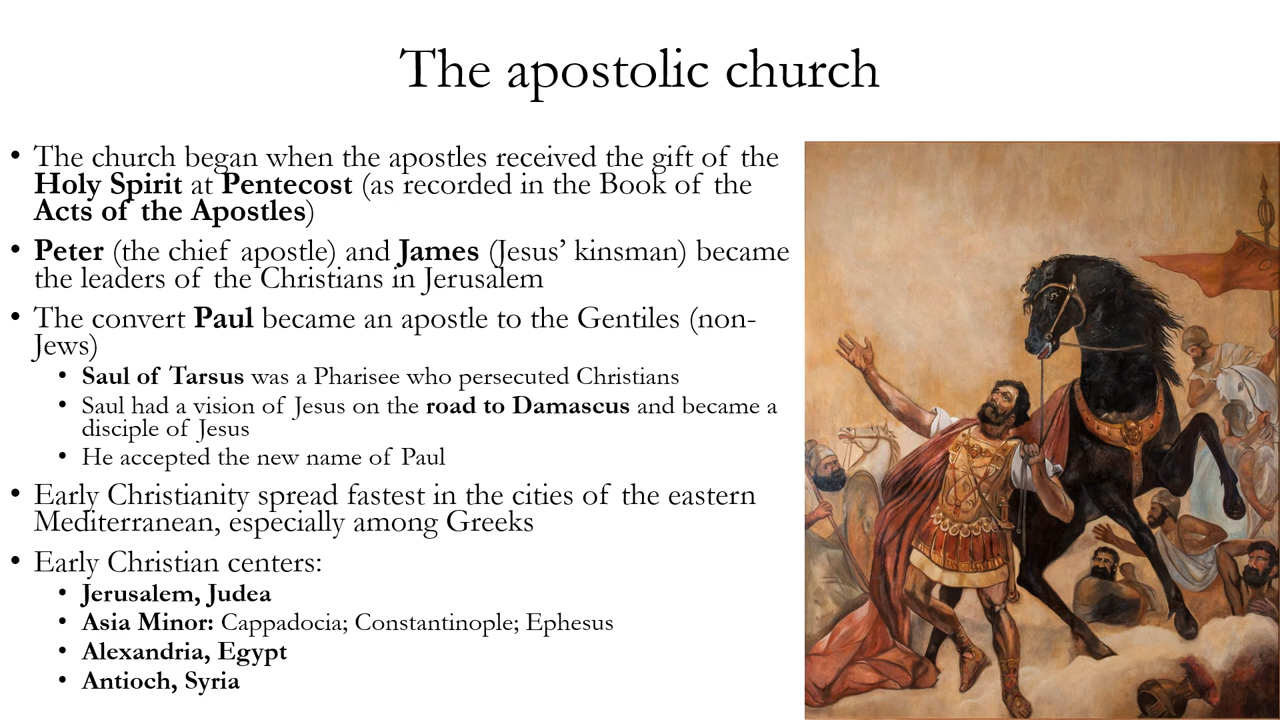 The apostolic church
• The church began when the apostles received the gift of the
Holy Spirit at Pentecost (as recorded in the Book of the
Acts of the Apostles)
• Peter (the chief apostle) and James (Jesus’ kinsman) became
the leaders of the Christians in Jerusalem
• The convert Paul became an apostle to the Gentiles (non-
Jews)
• Saul of Tarsus was a Pharisee who persecuted Christians
• Saul had a vision of Jesus on the road to Damascus and became a
disciple of Jesus
• He accepted the new name of Paul
• Early Christianity spread fastest in the cities of the eastern
Mediterranean, especially among Greeks
• Early Christian centers:
• Jerusalem, Judea
• Asia Minor: Cappadocia; Constantinople; Ephesus
• Alexandria, Egypt
• Antioch, Syria